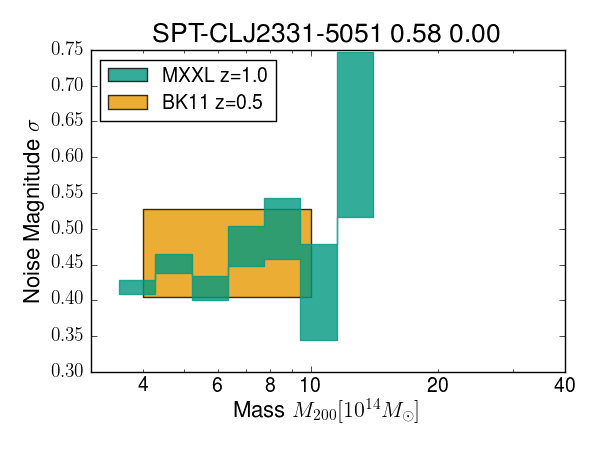 SPT-CLJ2331-5051 0.58 0.00
MXXL z=1.0
BK11 z=0.5
Noise Magnitude σ
0.75
0.70
0.65
0.60
0.55
0.50
0.45
0.40
0.35
0.30
4 6 8 10 20 40
Mass M₂₀₀[10¹⁴M☉]